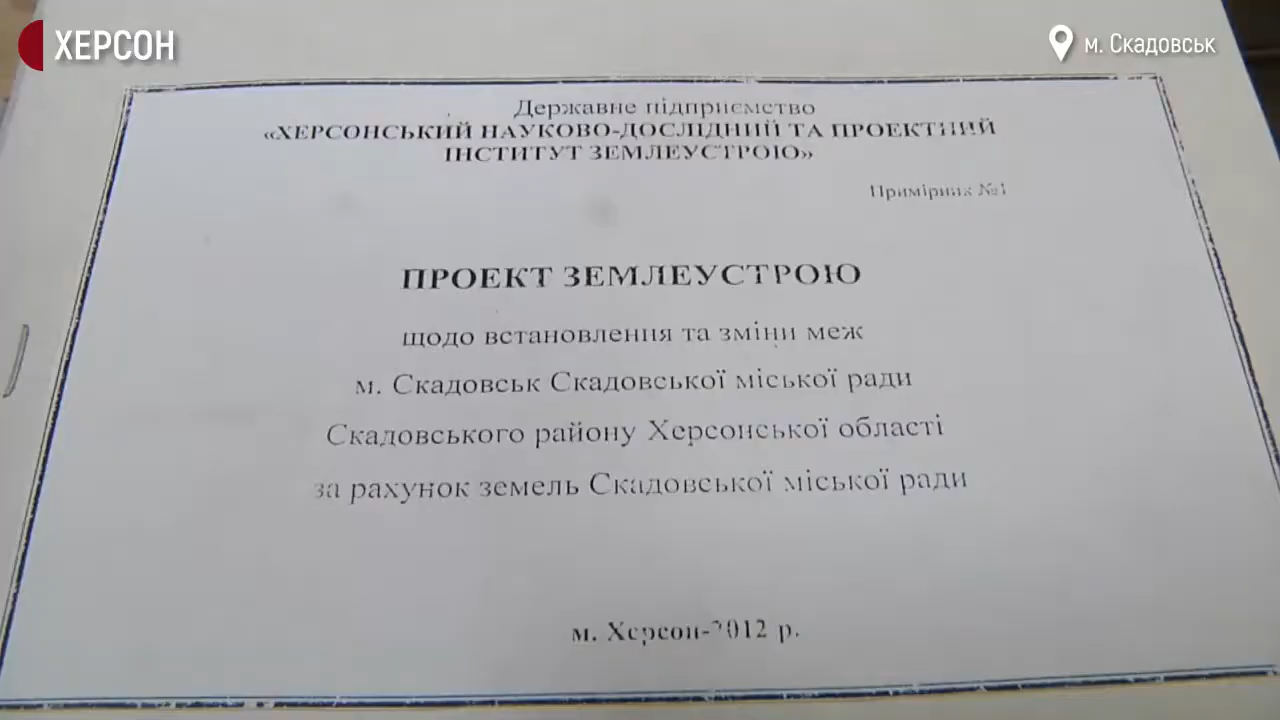 ХЕРСОН
м. Скадовськ
Державне підприємство
«ХЕРСОНСЬКИЙ НАУКОВО-ДОСЛІДНИЙ ТА ПРОЕКТНИЙ
ІНСТИТУТ ЗЕМЛЕУСТРОЮ»
Примірник №1
ПРОЕКТ ЗЕМЛЕУСТРОЮ
щодо встановлення та зміни меж
м. Скадовськ Скадовської міської ради
Скадовського району Херсонської області
за рахунок земель Скадовської міської ради
м. Херсон-2012 р.